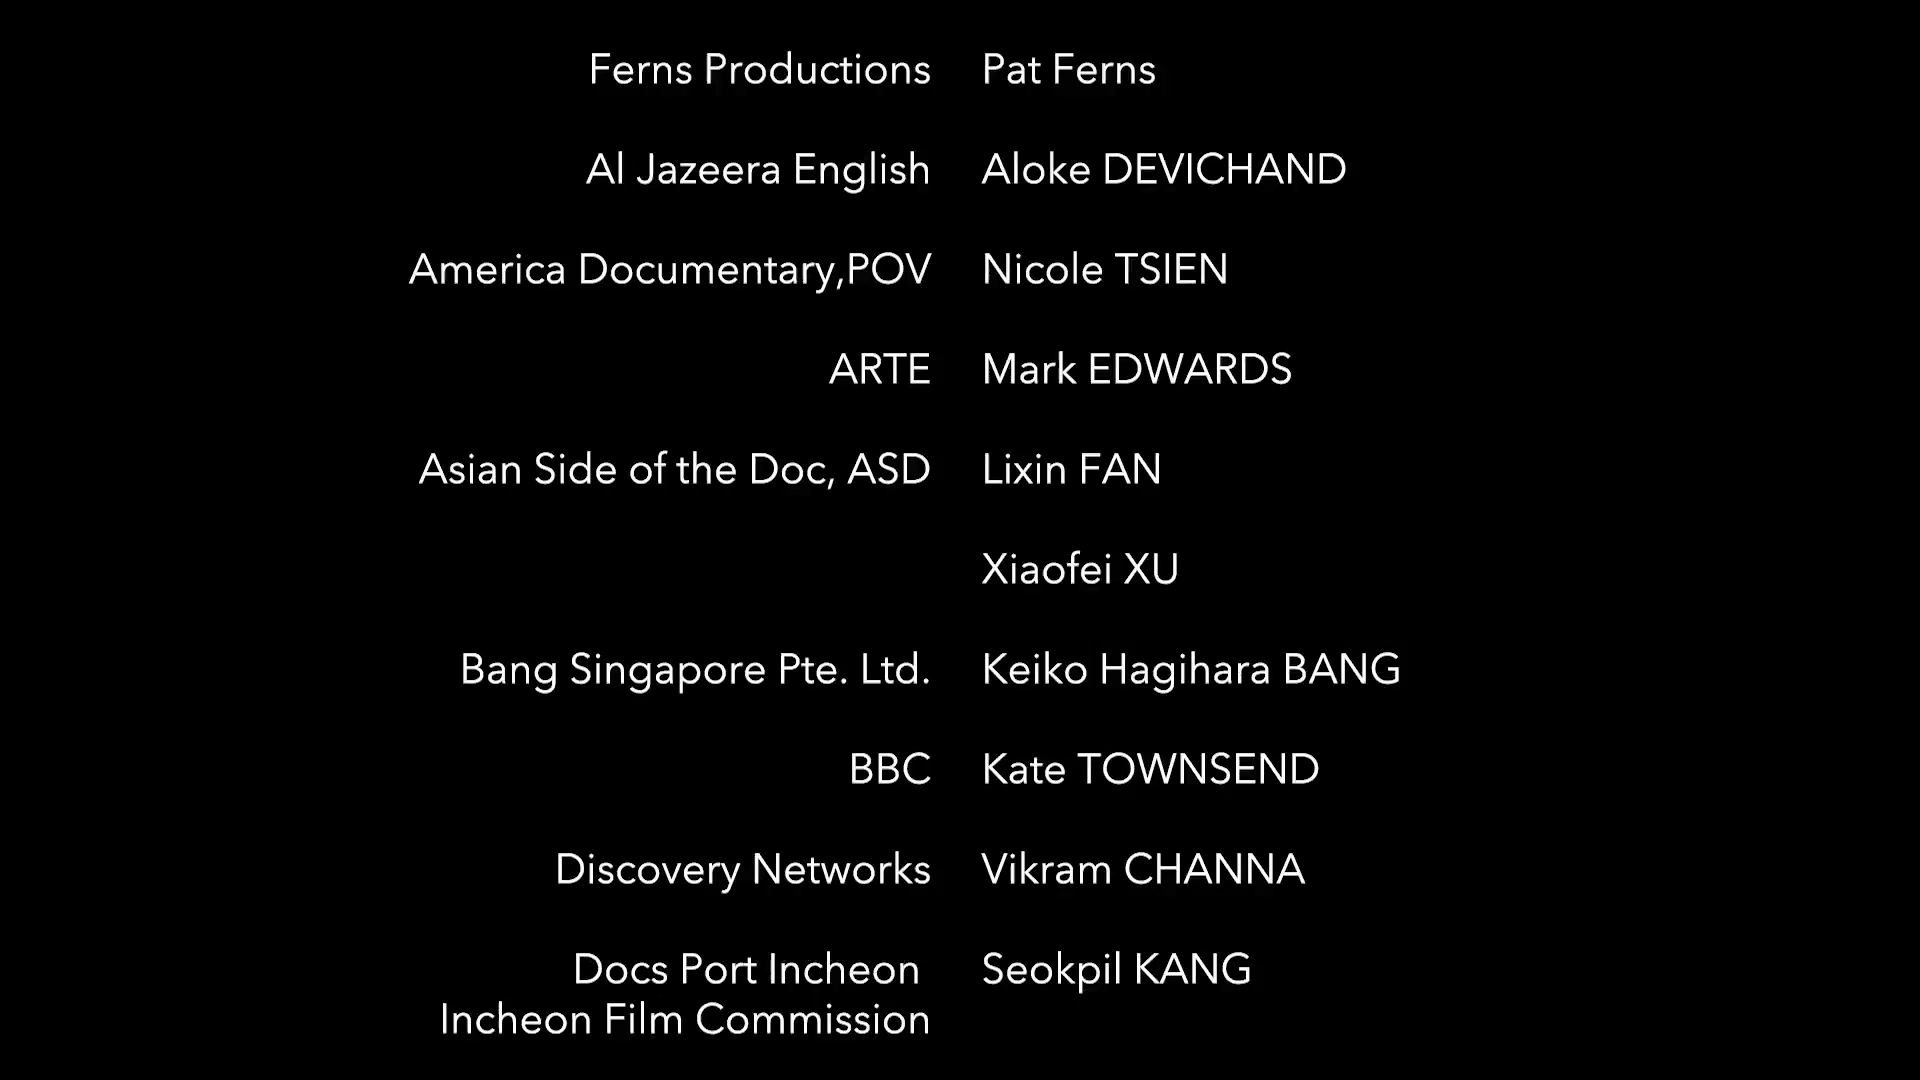 Ferns Productions Pat Ferns
Al Jazeera English Aloke DEVICHAND
America Documentary,POV Nicole TSIEN
ARTE Mark EDWARDS
Asian Side of the Doc, ASD Lixin FAN
Xiaofei XU
Bang Singapore Pte. Ltd. Keiko Hagihara BANG
BBC Kate TOWNSEND
Discovery Networks Vikram CHANNA
Docs Port Incheon Seokpil KANG
Incheon Film Commission